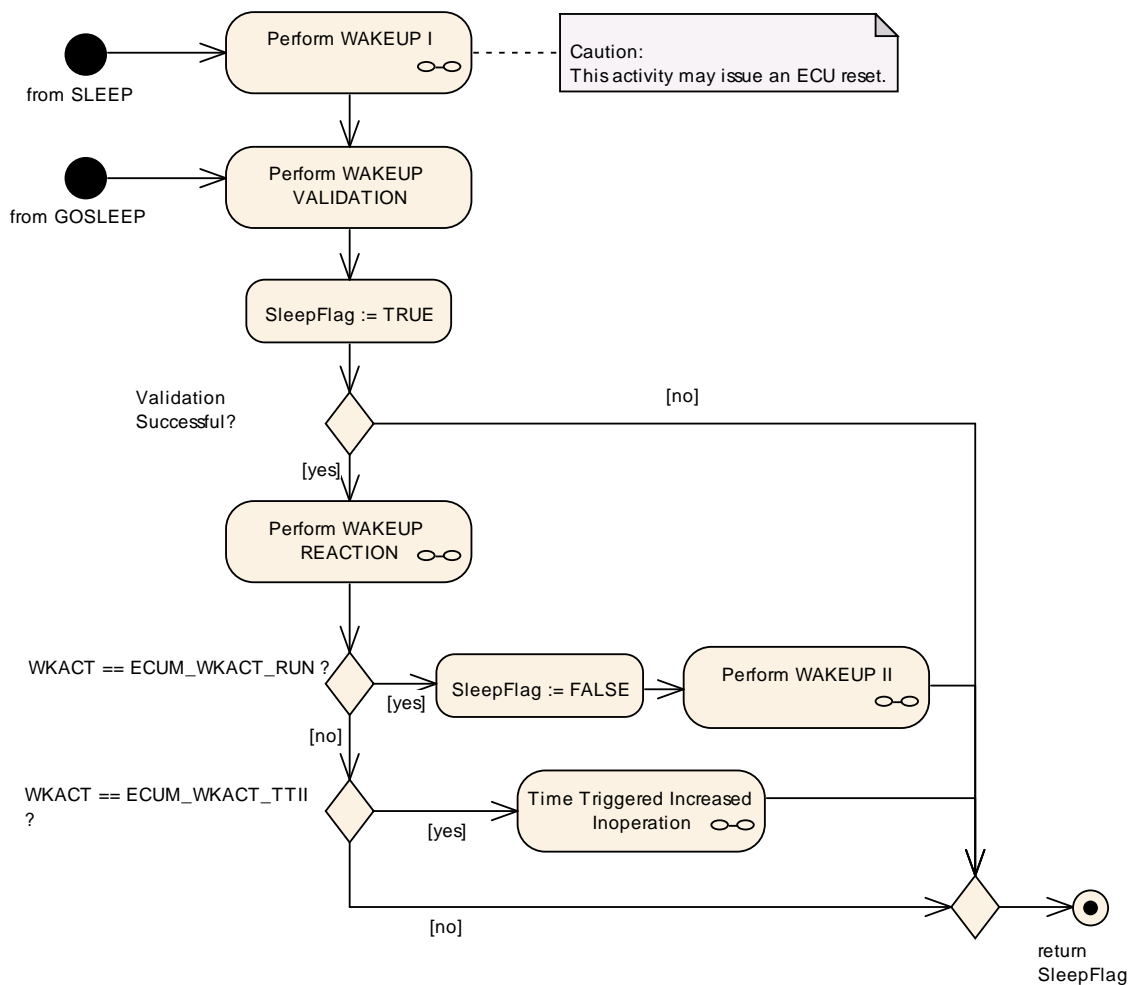 Perform WAKEUP I
Caution:
This activity may issue an ECU reset.
from SLEEP
Perform WAKEUP
VALIDATION
from GOSLEEP
SleepFlag := TRUE
Validation
Successful?
[no]
[yes]
Perform WAKEUP
REACTION
WKACT == ECUM_WKACT_RUN ?
SleepFlag := FALSE
Perform WAKEUP II
[yes]
[no]
WKACT == ECUM_WKACT_TTII
?
Time Triggered Increased
Inoperation
[yes]
[no]
return
SleepFlag